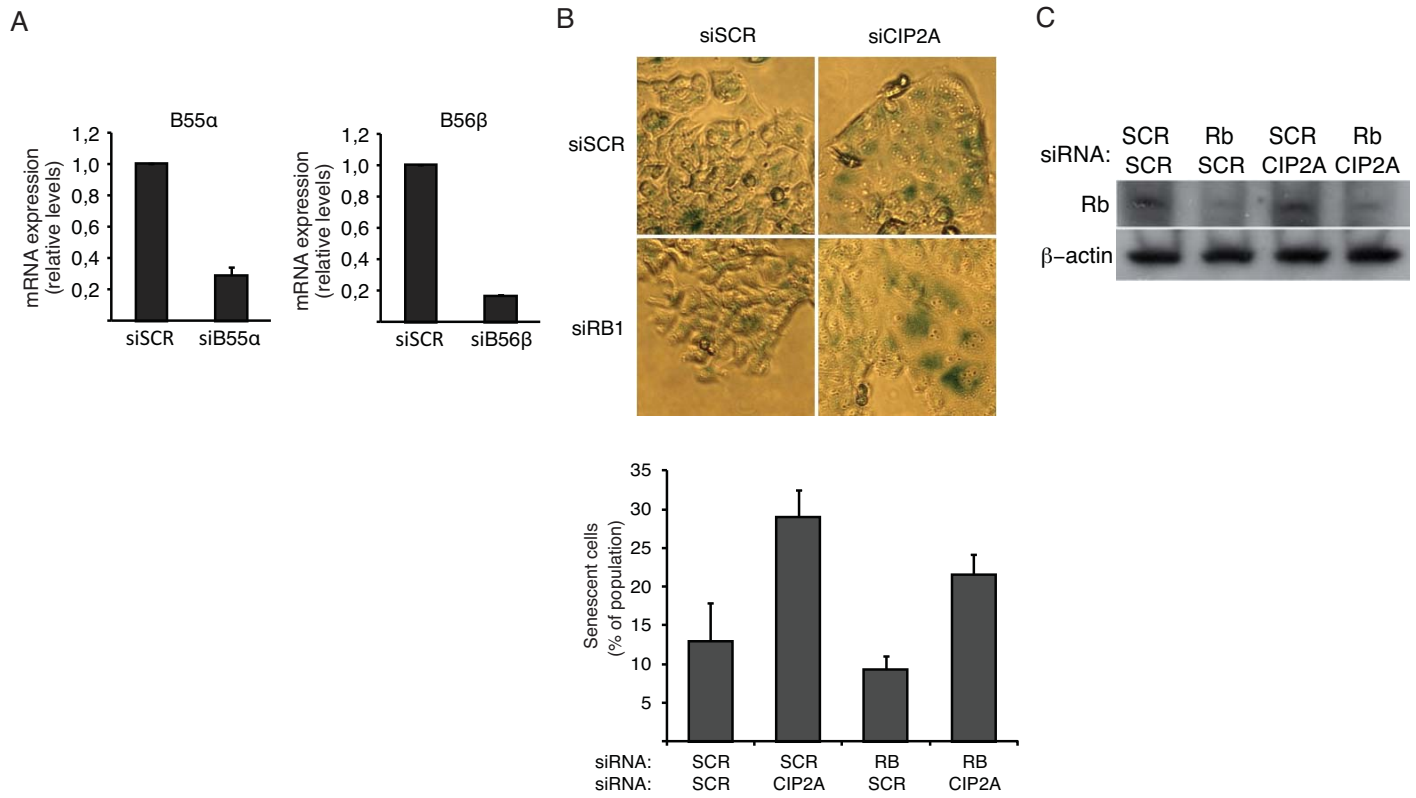 A
B55α
mRNA expression
(relative levels)
1,2
1,0
0,8
0,6
0,4
0,2
siSCR siB55α
B56β
mRNA expression
(relative levels)
1,2
1,0
0,8
0,6
0,4
0,2
siSCR siB56β
B
siSCR siCIP2A
siSCR
siRB1
Senescent cells
(% of population)
35
30
25
20
15
10
5
siRNA: SCR SCR RB RB
siRNA: SCR CIP2A SCR CIP2A
C
SCR Rb SCR Rb
siRNA: SCR SCR CIP2A CIP2A
Rb
β−actin